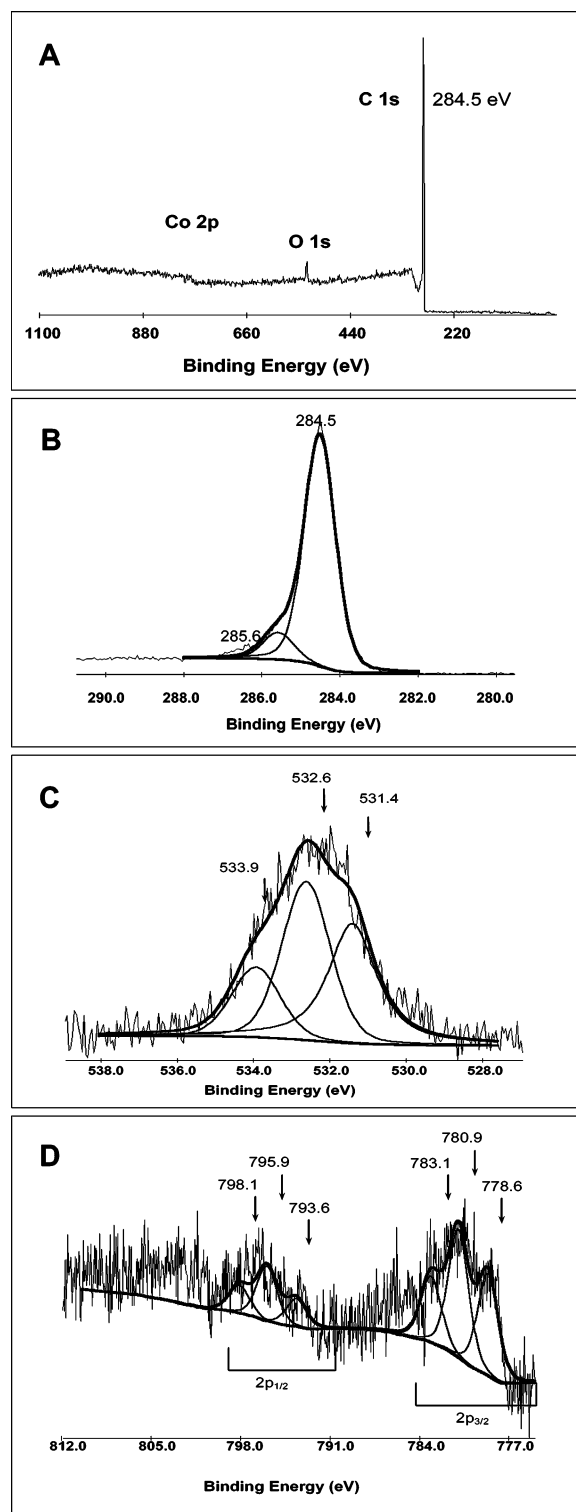 A
C 1s 284.5 eV
Co 2p
O 1s
1100 880 660 440 220
Binding Energy (eV)
B
284.5
285.6
290.0 288.0 286.0 284.0 282.0 280.0
Binding Energy (eV)
C
532.6
531.4
533.9
538.0 536.0 534.0 532.0 530.0 528.0
Binding Energy (eV)
D
780.9
795.9 783.1
798.1 793.6 778.6
2p1/2
2p3/2
812.0 805.0 798.0 791.0 784.0 777.0
Binding Energy (eV)